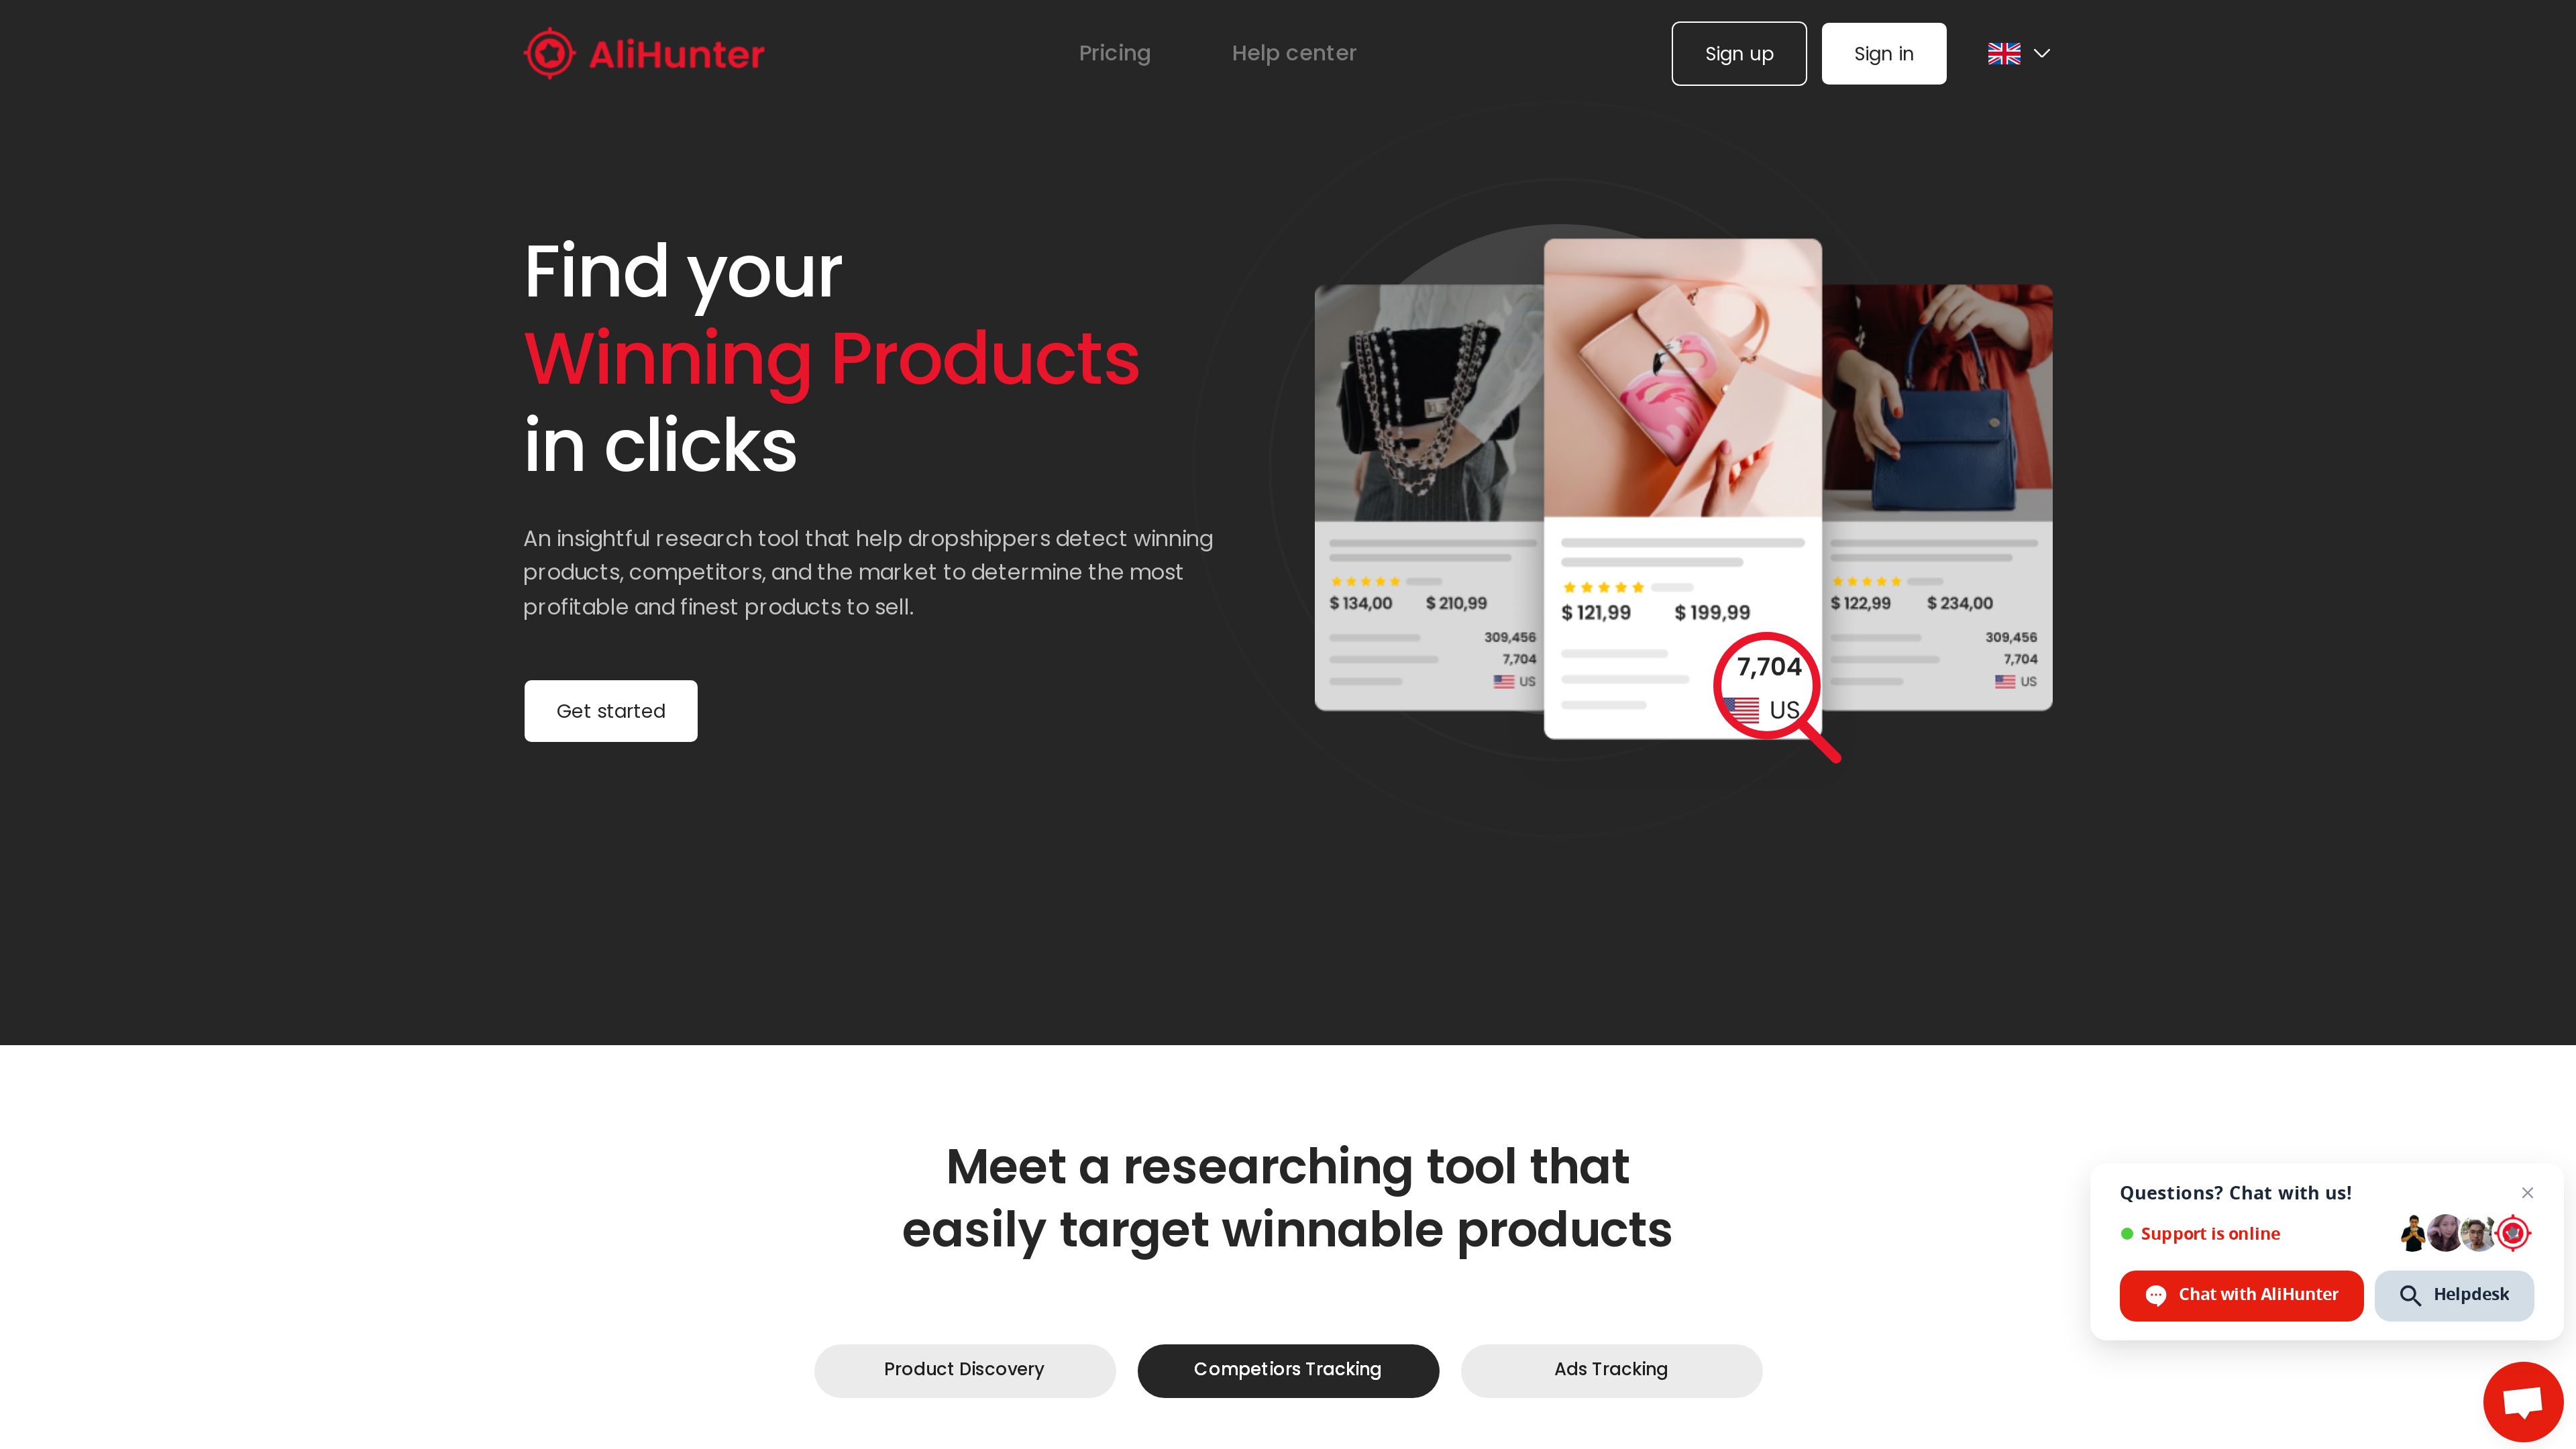 AliHunter
Pricing
Help center
Sign up
Sign in
Find your
Winning Products
in clicks
An insightful research tool that help dropshippers detect winning
products, competitors, and the market to determine the most
profitable and finest products to sell.
Get started
$ 134,00 $ 210,99
309,456
7,704
US
$ 121,99 $ 199,99
7,704
US
$ 122,99 $ 234,00
309,456
7,704
US
Meet a researching tool that
easily target winnable products
Product Discovery
Competiors Tracking
Ads Tracking
Questions? Chat with us!
Support is online
Chat with AliHunter
Helpdesk